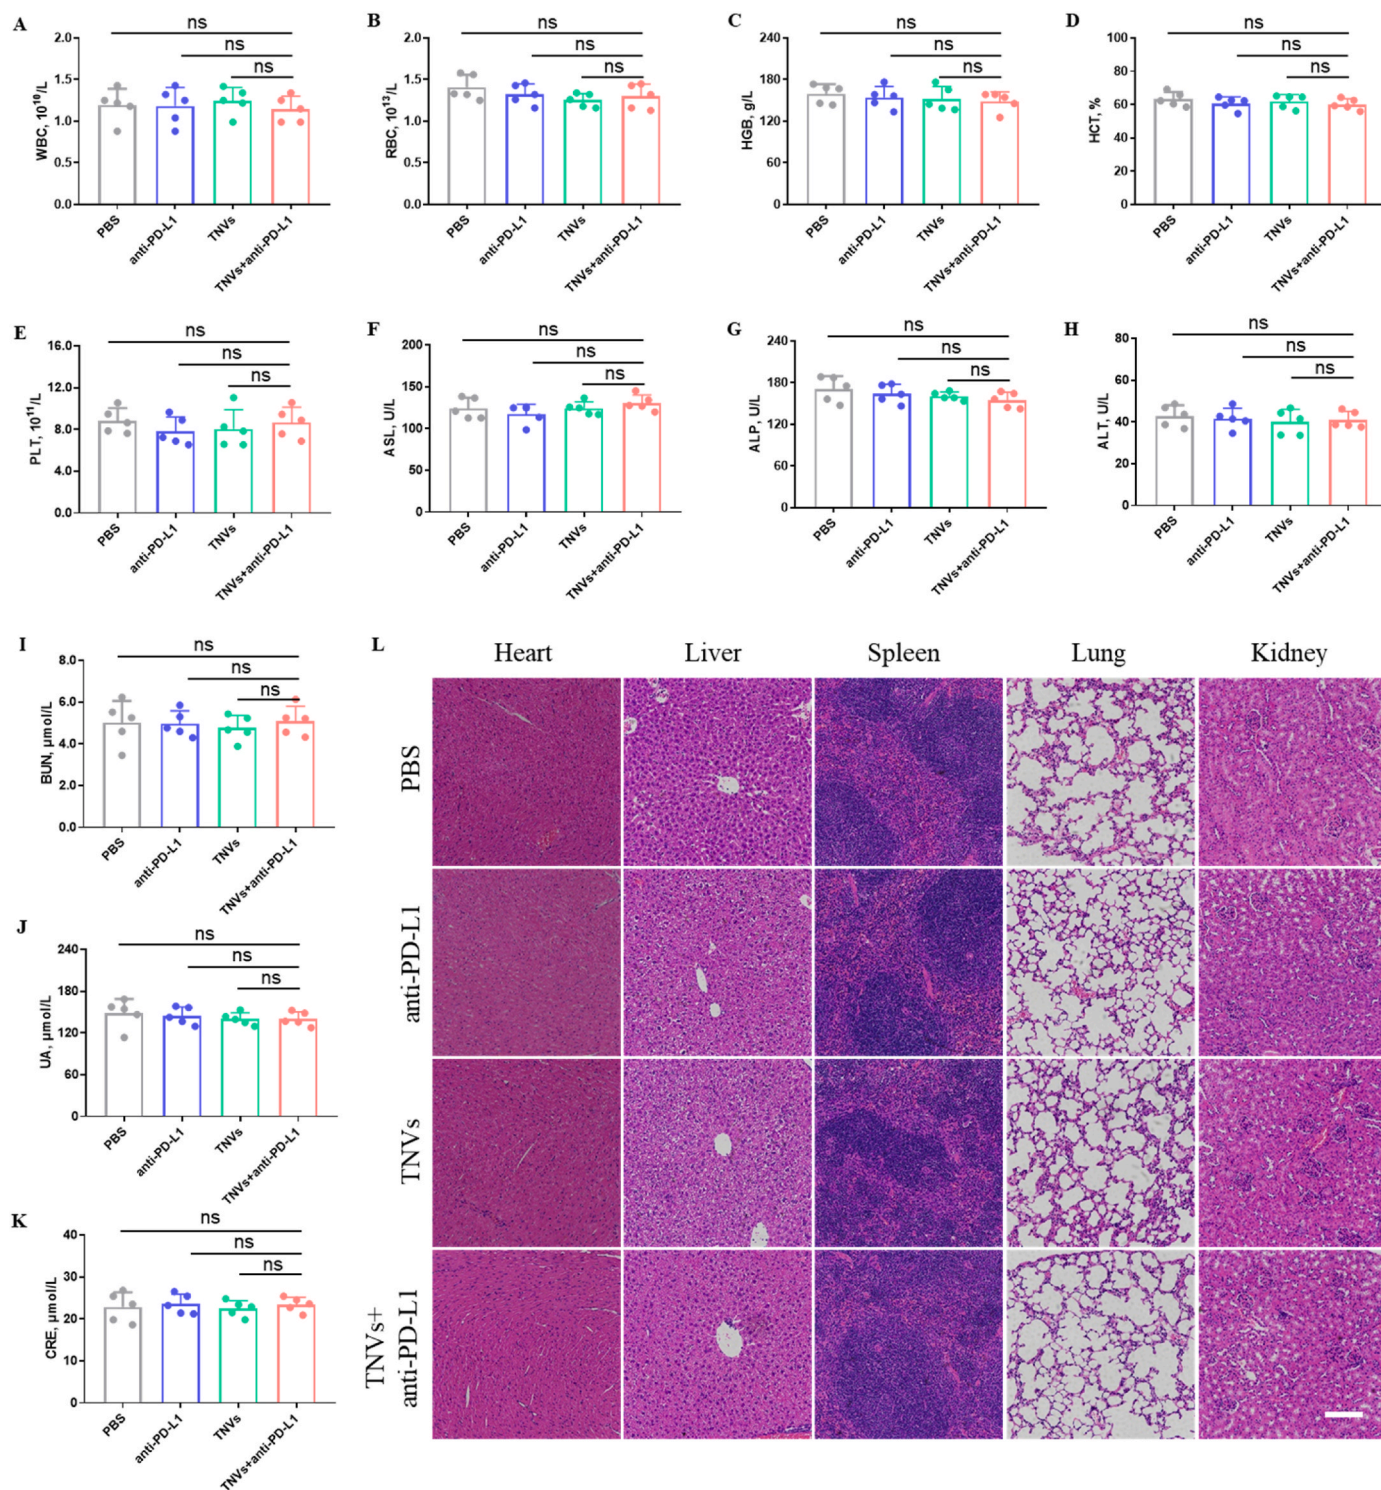 A
WBC, 10¹⁰/L
2.0
1.5
1.0
0.5
0.0
ns
ns
ns
PBS
anti-PD-L1
TNVs
TNVs+anti-PD-L1
B
RBC, 10¹³/L
2.0
1.5
1.0
0.5
0.0
ns
ns
ns
PBS
anti-PD-L1
TNVs
TNVs+anti-PD-L1
C
HGB, g/L
240
180
120
60
0
ns
ns
ns
PBS
anti-PD-L1
TNVs
TNVs+anti-PD-L1
D
HCT, %
100
80
60
40
20
0
ns
ns
ns
PBS
anti-PD-L1
TNVs
TNVs+anti-PD-L1
E
PLT, 10¹¹/L
16.0
12.0
8.0
4.0
0.0
ns
ns
ns
PBS
anti-PD-L1
TNVs
TNVs+anti-PD-L1
F
ASL, U/L
200
150
100
50
0
ns
ns
ns
PBS
anti-PD-L1
TNVs
TNVs+anti-PD-L1
G
ALP, U/L
240
180
120
60
0
ns
ns
ns
PBS
anti-PD-L1
TNVs
TNVs+anti-PD-L1
H
ALT, U/L
80
60
40
20
0
ns
ns
ns
PBS
anti-PD-L1
TNVs
TNVs+anti-PD-L1
I
BUN, μmol/L
8.0
6.0
4.0
2.0
0.0
ns
ns
ns
PBS
anti-PD-L1
TNVs
TNVs+anti-PD-L1
J
UA, μmol/L
240
180
120
60
0
ns
ns
ns
PBS
anti-PD-L1
TNVs
TNVs+anti-PD-L1
K
CRE, μmol/L
40
30
20
10
0
ns
ns
ns
PBS
anti-PD-L1
TNVs
TNVs+anti-PD-L1
L
Heart Liver Spleen Lung Kidney
PBS
anti-PD-L1
TNVs
TNVs+
anti-PD-L1